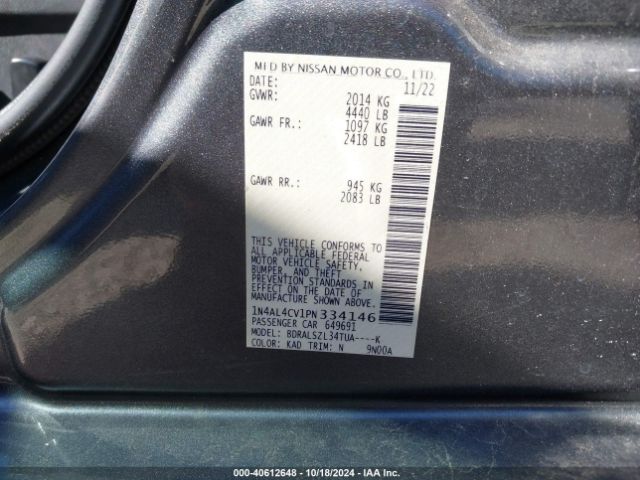 MFD BY NISSAN MOTOR CO., LTD.
DATE: 11/22
GVWR: 2014 KG
4440 LB
GAWR FR.: 1097 KG
2418 LB
GAWR RR.: 945 KG
2083 LB
THIS VEHICLE CONFORMS TO
ALL APPLICABLE FEDERAL
MOTOR VEHICLE SAFETY,
BUMPER, AND THEFT
PREVENTION STANDARDS IN
EFFECT ON THE DATE OF
MANUFACTURE SHOWN ABOVE.
1N4AL4CV1PN334146
PASSENGER CAR 649691
MODEL: BDRALSZL34TUA----K
COLOR: KAD TRIM: N 9N00A
000-40612648 - 10/18/2024 - IAA Inc.